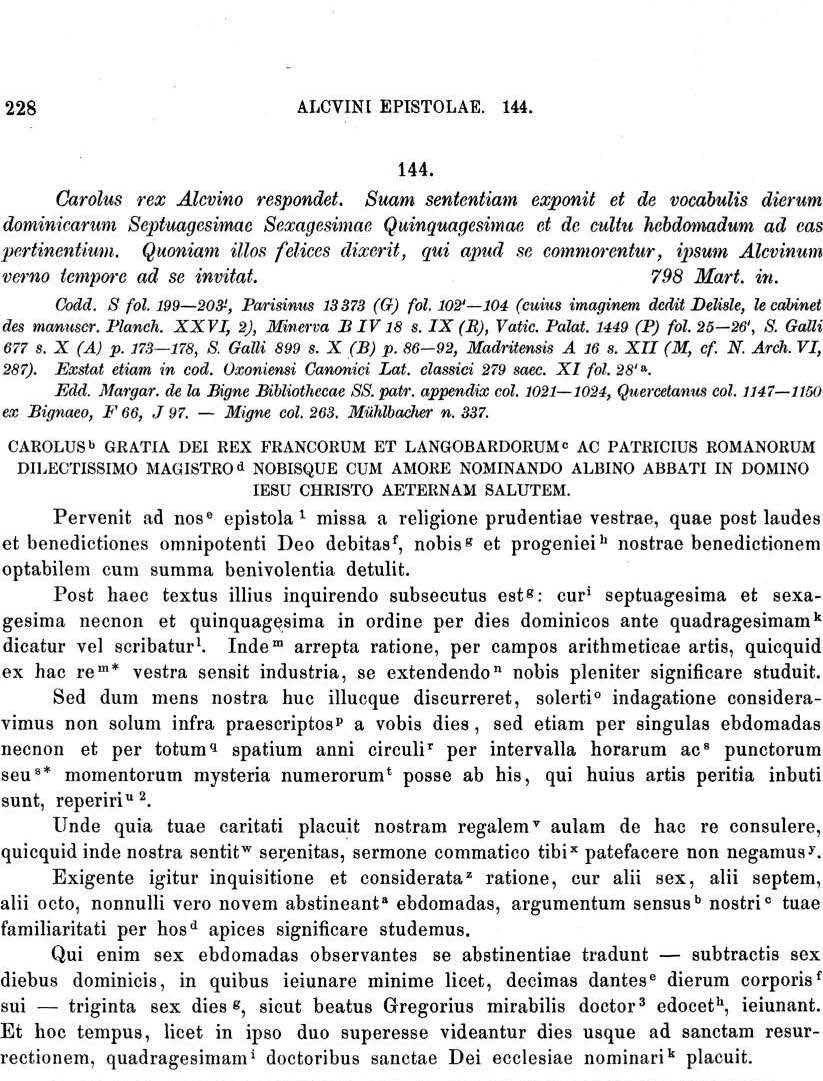 228 ALCVINI EPISTOLAE. 144.
144.
Carolus rex Alcvino respondet. Suam sententiam exponit et de vocabulis dierum
dominicarum Septuagesimae Sexagesimae Quinquagesimae et de cultu hebdomadum ad eas
pertinentium. Quoniam illos felices dixerit, qui apud se commorentur, ipsum Alcvinum
verno tempore ad se invitat. 798 Mart. in.
Codd. S fol. 199—203¹, Parisinus 13373 (G) fol. 102'—104 (cuius imaginem dedit Delisle, le cabinet
des manuscr. Planch. XXVI, 2), Minerva B IV 18 s. IX (R), Vatic. Palat. 1449 (P) fol. 25—26', S. Galli
677 s. X (A) p. 173—178, S. Galli 899 s. X (B) p. 86—92, Madritensis A 16 s. XII (M, cf. N. Arch. VI,
287). Exstat etiam in cod. Oxoniensi Canonici Lat. classici 279 saec. XI fol. 28' ᵃ.
Edd. Margar. de la Bigne Bibliothecae SS. patr. appendix col. 1021—1024, Quercetanus col. 1147—1150
ex Bignaeo, F 66, J 97. — Migne col. 263. Mühlbacher n. 337.
CAROLUS ᵇ GRATIA DEI REX FRANCORUM ET LANGOBARDORUM ᶜ AC PATRICIUS ROMANORUM
DILECTISSIMO MAGISTRO ᵈ NOBISQUE CUM AMORE NOMINANDO ALBINO ABBATI IN DOMINO
IESU CHRISTO AETERNAM SALUTEM.
Pervenit ad nos ᵉ epistola ¹ missa a religione prudentiae vestrae, quae post laudes
et benedictiones omnipotenti Deo debitas ᶠ, nobis ᵍ et progeniei ʰ nostrae benedictionem
optabilem cum summa benivolentia detulit.
Post haec textus illius inquirendo subsecutus est ᵍ: cur ⁱ septuagesima et sexa-
gesima necnon et quinquagesima in ordine per dies dominicos ante quadragesimam ᵏ
dicatur vel scribatur ˡ. Inde ᵐ arrepta ratione, per campos arithmeticae artis, quicquid
ex hac re ᵐ* vestra sensit industria, se extendendo ⁿ nobis pleniter significare studuit.
Sed dum mens nostra huc illucque discurreret, solerti ᵒ indagatione considera-
vimus non solum infra praescriptos ᵖ a vobis dies, sed etiam per singulas ebdomadas
necnon et per totum q spatium anni circuli ʳ per intervalla horarum ac ˢ punctorum
seu ˢ* momentorum mysteria numerorum ᵗ posse ab his, qui huius artis peritia inbuti
sunt, reperiri ᵘ ².
Unde quia tuae caritati placuit nostram regalem ᵛ aulam de hac re consulere,
quicquid inde nostra sentit ʷ serenitas, sermone commatico tibi ˣ patefacere non negamus ʸ.
Exigente igitur inquisitione et considerata ᶻ ratione, cur alii sex, alii septem,
alii octo, nonnulli vero novem abstineant ᵃ ebdomadas, argumentum sensus ᵇ nostri ᶜ tuae
familiaritati per hos ᵈ apices significare studemus.
Qui enim sex ebdomadas observantes se abstinentiae tradunt — subtractis sex
diebus dominicis, in quibus ieiunare minime licet, decimas dantes ᵉ dierum corporis ᶠ
sui — triginta sex dies ᵍ, sicut beatus Gregorius mirabilis doctor ³ edocet ʰ, ieiunant.
Et hoc tempus, licet in ipso duo superesse videantur dies usque ad sanctam resur-
rectionem, quadragesimam ⁱ doctoribus sanctae Dei ecclesiae nominari ᵏ placuit.